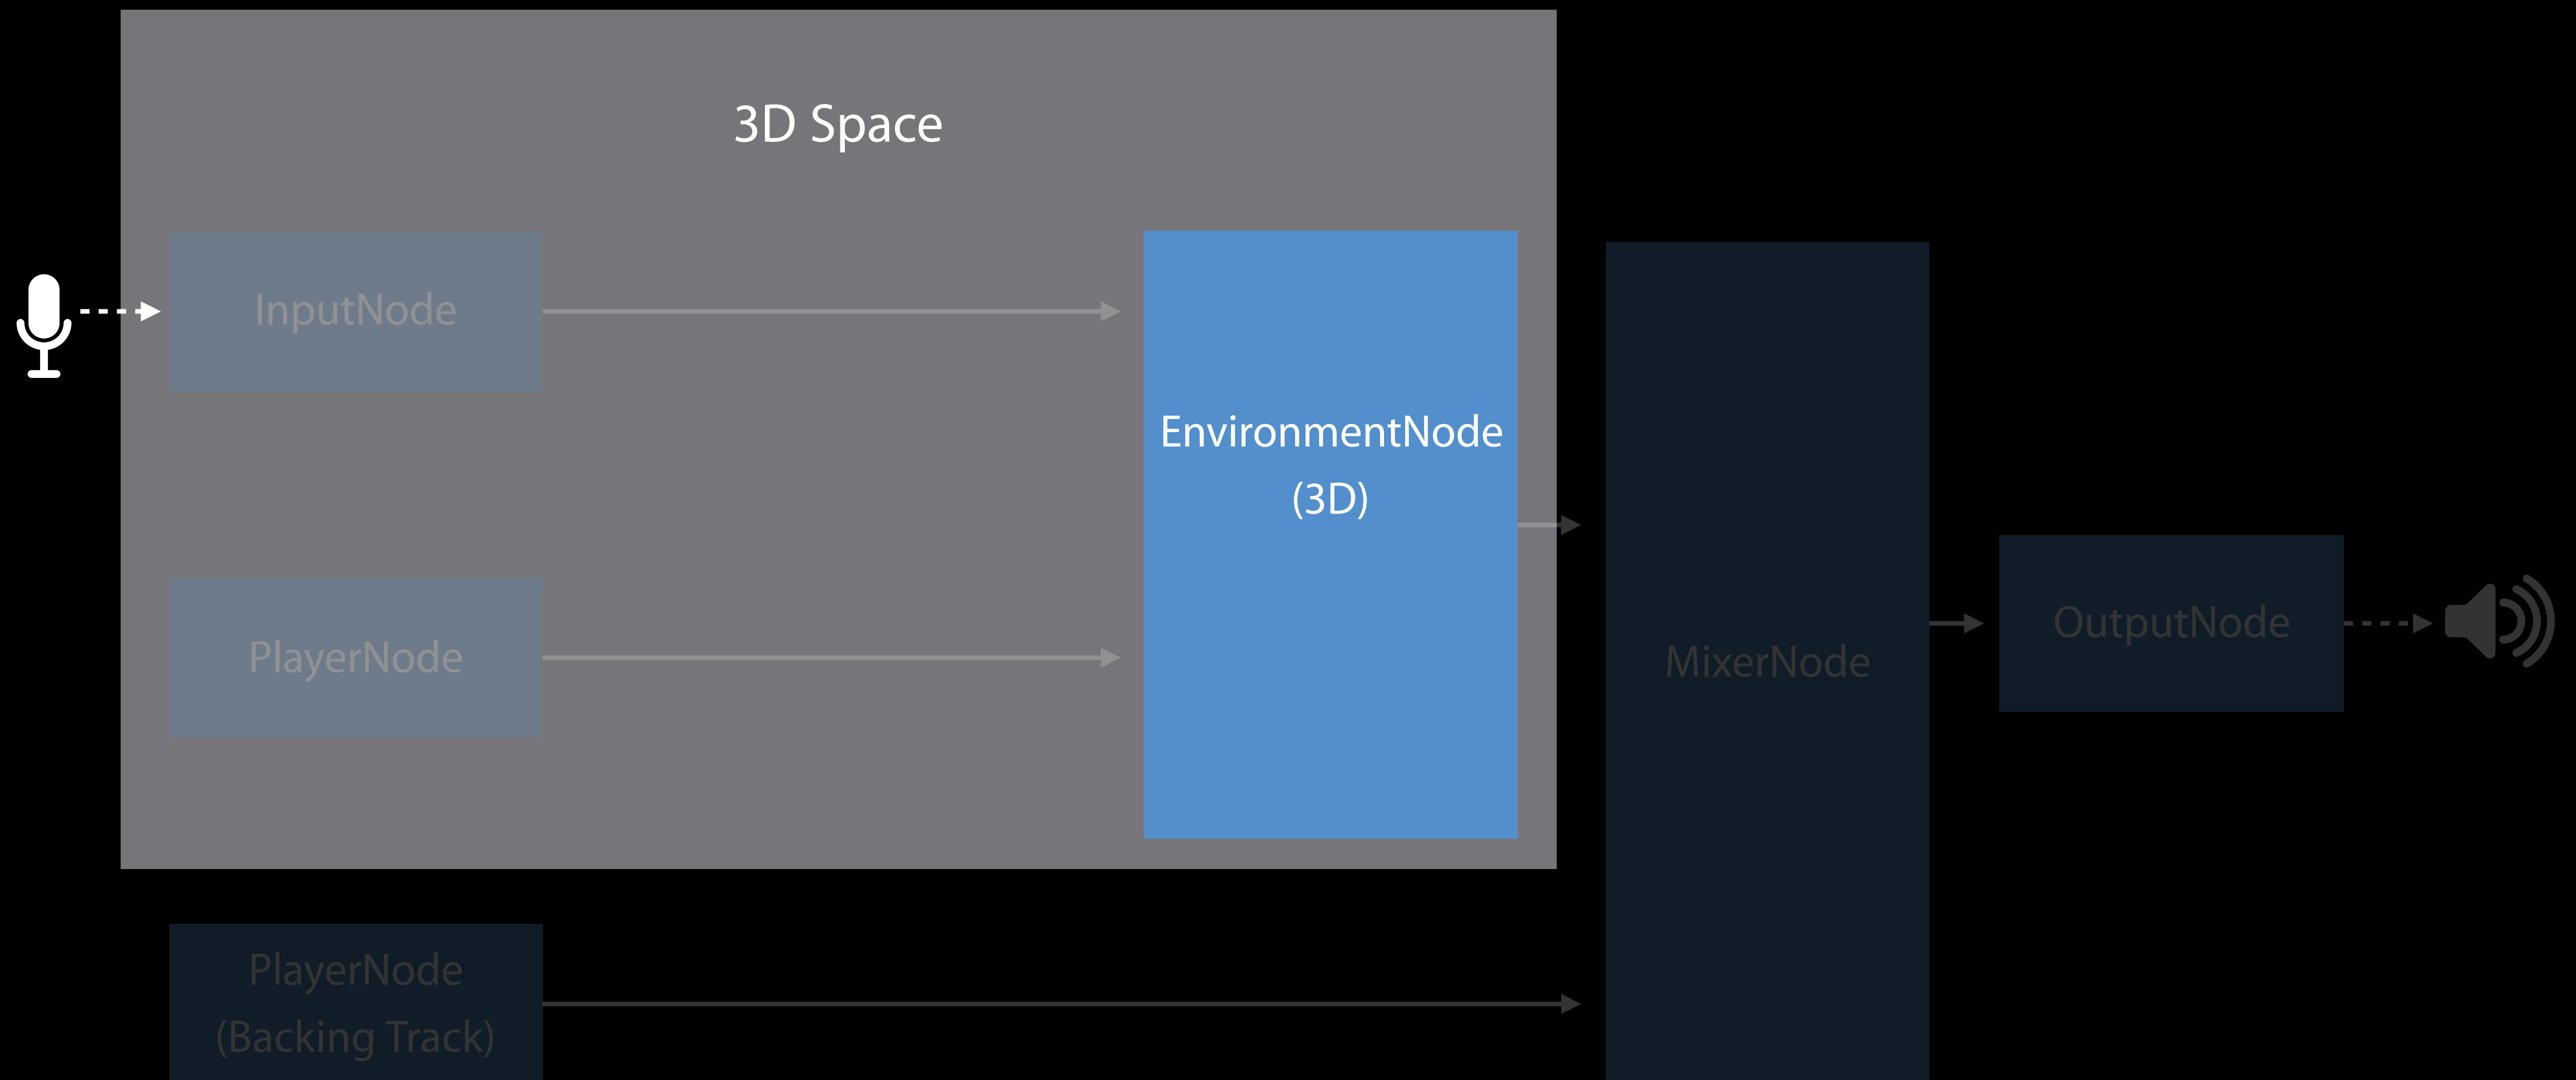 3D Space
InputNode
EnvironmentNode
(3D)
PlayerNode
MixerNode
OutputNode
PlayerNode
(Backing Track)